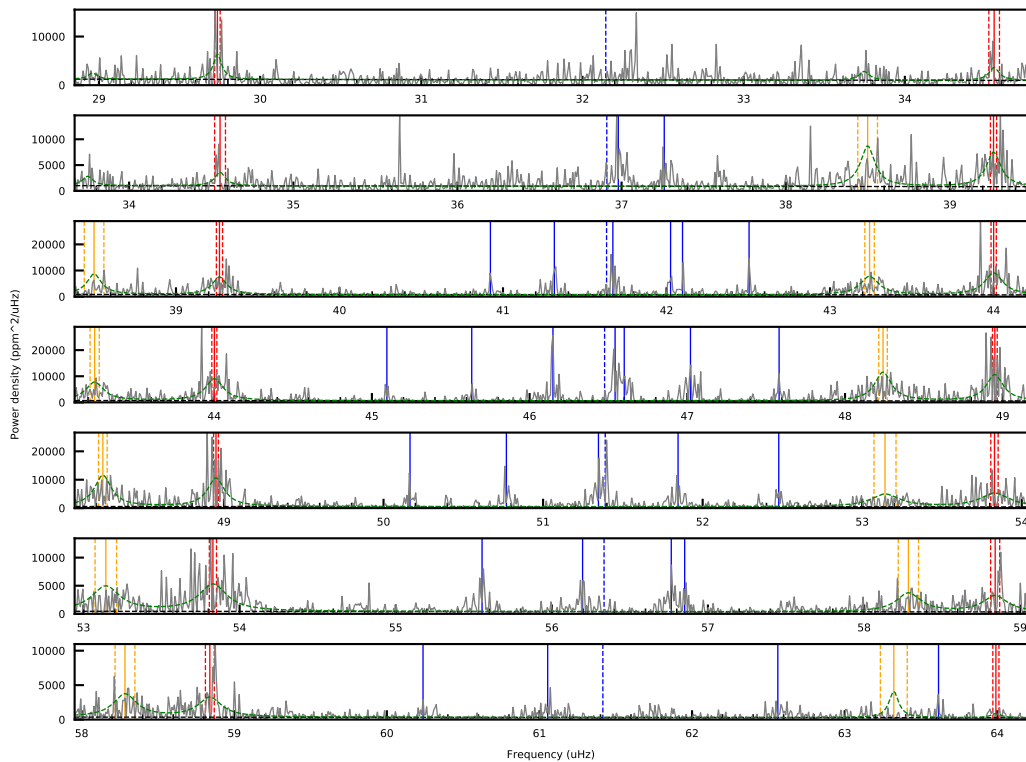 10000
0
29 30 31 32 33 34
10000
5000
0
34 35 36 37 38 39
20000
10000
0
39 40 41 42 43 44
Power density (ppm^2/uHz)
20000
10000
0
44 45 46 47 48 49
20000
10000
0
49 50 51 52 53 54
10000
5000
0
53 54 55 56 57 58 59
10000
5000
0
58 59 60 61 62 63 64
Frequency (uHz)